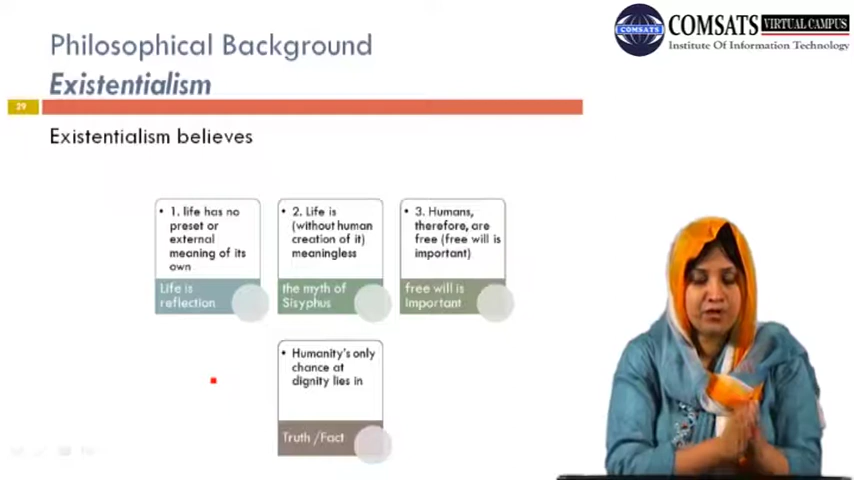 Philosophical Background
Existentialism
COMSATS VIRTUAL CAMPUS
COMSATS
Institute Of Information Technology
29
Existentialism believes
• 1. life has no
preset or
external
meaning of its
own
Life is
reflection
• 2. Life is
(without human
creation of it)
meaningless
the myth of
Sisyphus
• 3. Humans,
therefore, are
free (free will is
important)
free will is
Important
• Humanity's only
chance at
dignity lies in
Truth /Fact